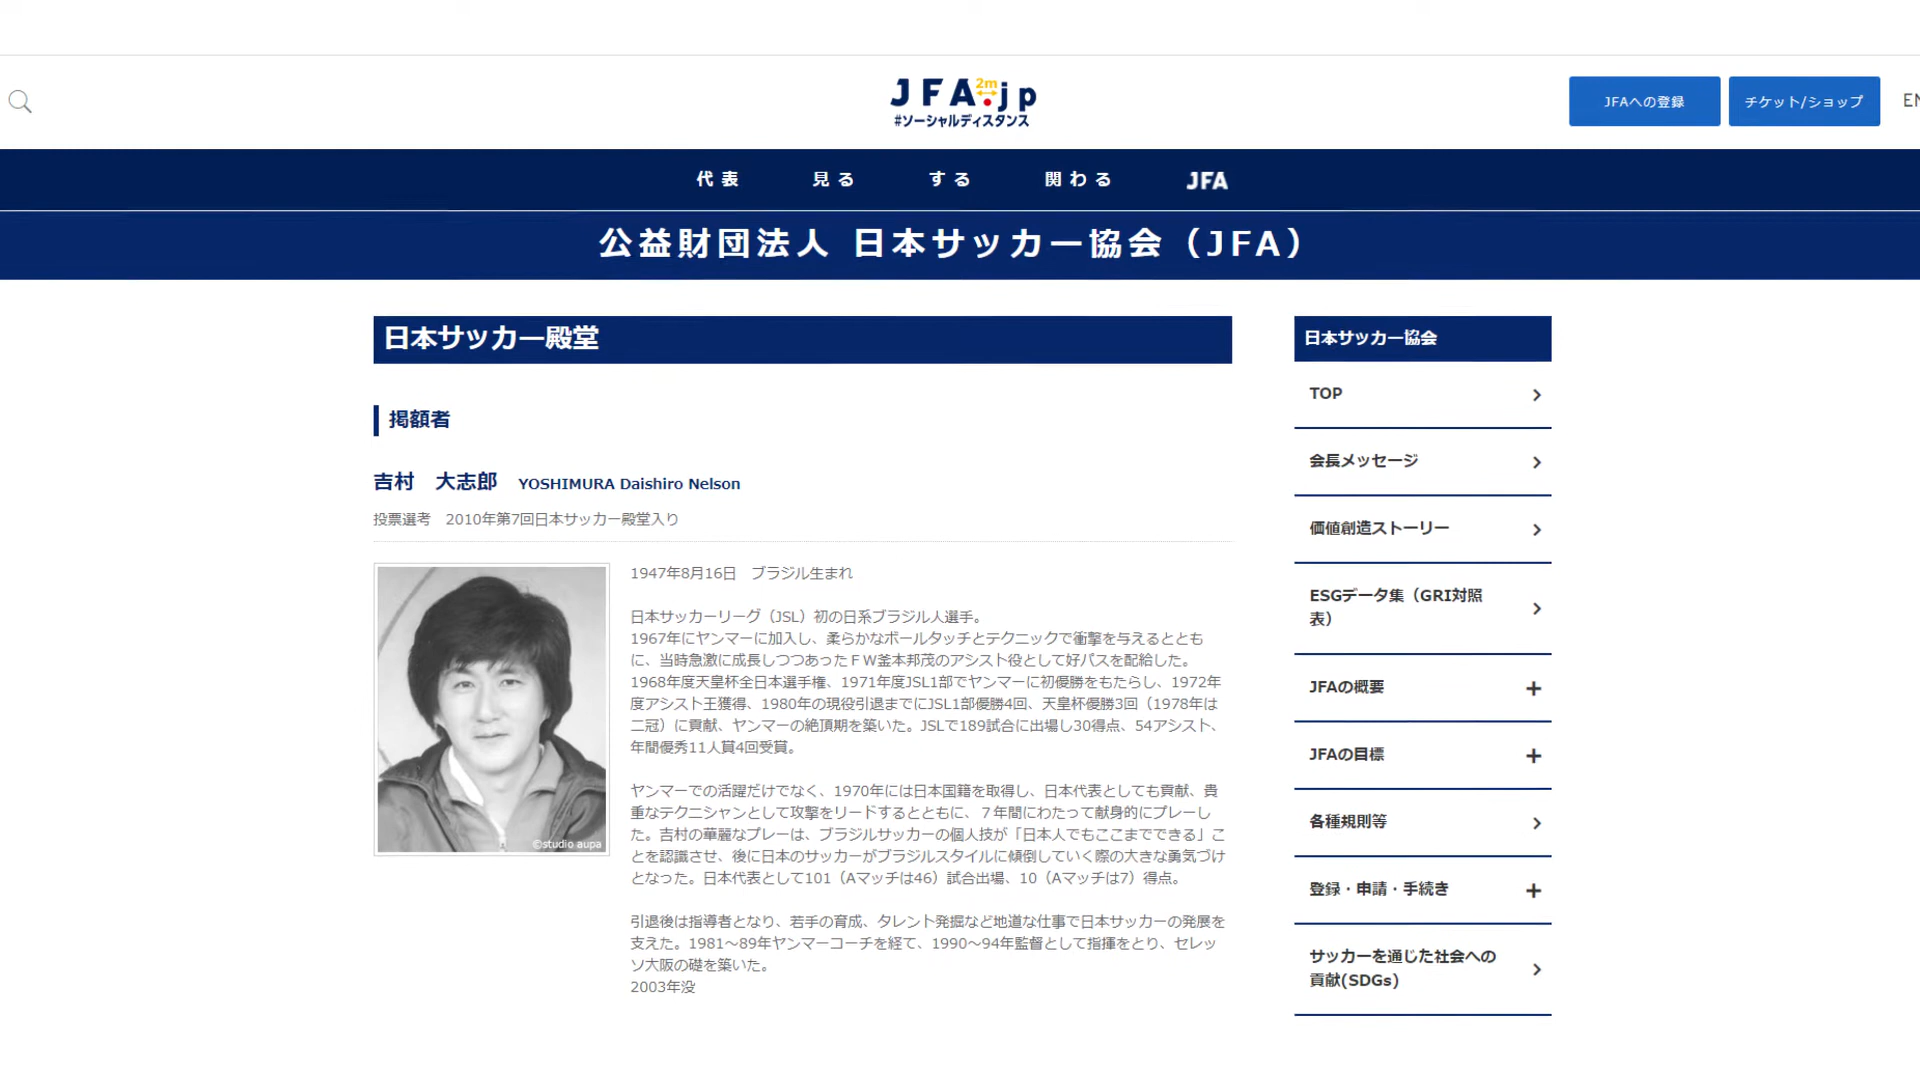 2m
JFA.jp
#ソーシャルディスタンス
JFAへの登録
チケット/ショップ
代表
見る
する
関わる
JFA
公益財団法人 日本サッカー協会（JFA）
日本サッカー殿堂
掲額者
吉村　大志郎 YOSHIMURA Daishiro Nelson
投票選考　2010年第7回日本サッカー殿堂入り
1947年8月16日　ブラジル生まれ
日本サッカーリーグ（JSL）初の日系ブラジル人選手。
1967年にヤンマーに加入し、柔らかなボールタッチとテクニックで衝撃を与えるととも
に、当時急激に成長しつつあったＦＷ釜本邦茂のアシスト役として好パスを配給した。
1968年度天皇杯全日本選手権、1971年度JSL1部でヤンマーに初優勝をもたらし、1972年
度アシスト王獲得、1980年の現役引退までにJSL1部優勝4回、天皇杯優勝3回（1978年は
二冠）に貢献、ヤンマーの絶頂期を築いた。JSLで189試合に出場し30得点、54アシスト、
年間優秀11人賞4回受賞。
ヤンマーでの活躍だけでなく、1970年には日本国籍を取得し、日本代表としても貢献、貴
重なテクニシャンとして攻撃をリードするとともに、７年間にわたって献身的にプレーし
た。吉村の華麗なプレーは、ブラジルサッカーの個人技が「日本人でもここまでできる」こ
とを認識させ、後に日本のサッカーがブラジルスタイルに傾倒していく際の大きな勇気づけ
となった。日本代表として101（Aマッチは46）試合出場、10（Aマッチは7）得点。
引退後は指導者となり、若手の育成、タレント発掘など地道な仕事で日本サッカーの発展を
支えた。1981～89年ヤンマーコーチを経て、1990～94年監督として指揮をとり、セレッ
ソ大阪の礎を築いた。
2003年没
©studio aupa
日本サッカー協会
TOP
会長メッセージ
価値創造ストーリー
ESGデータ集（GRI対照
表）
JFAの概要
JFAの目標
各種規則等
登録・申請・手続き
サッカーを通じた社会への
貢献(SDGs)